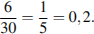 6/30 = 1/5 = 0,2.